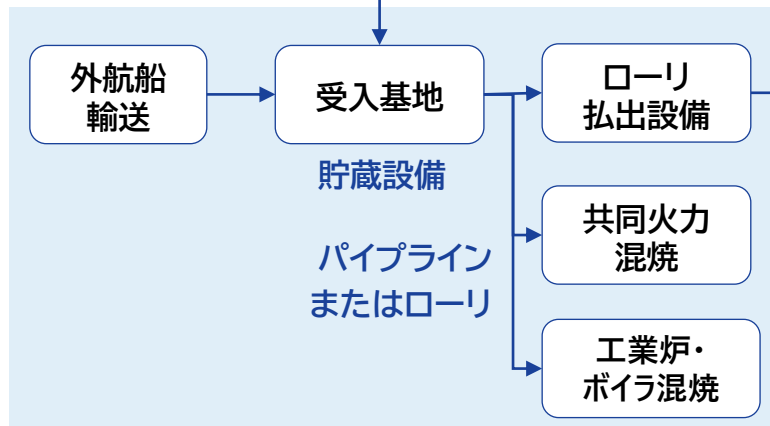 外航船
輸送
受入基地
ローリ
払出設備
貯蔵設備
共同火力
混焼
パイプライン
またはローリ
工業炉・
ボイラ混焼